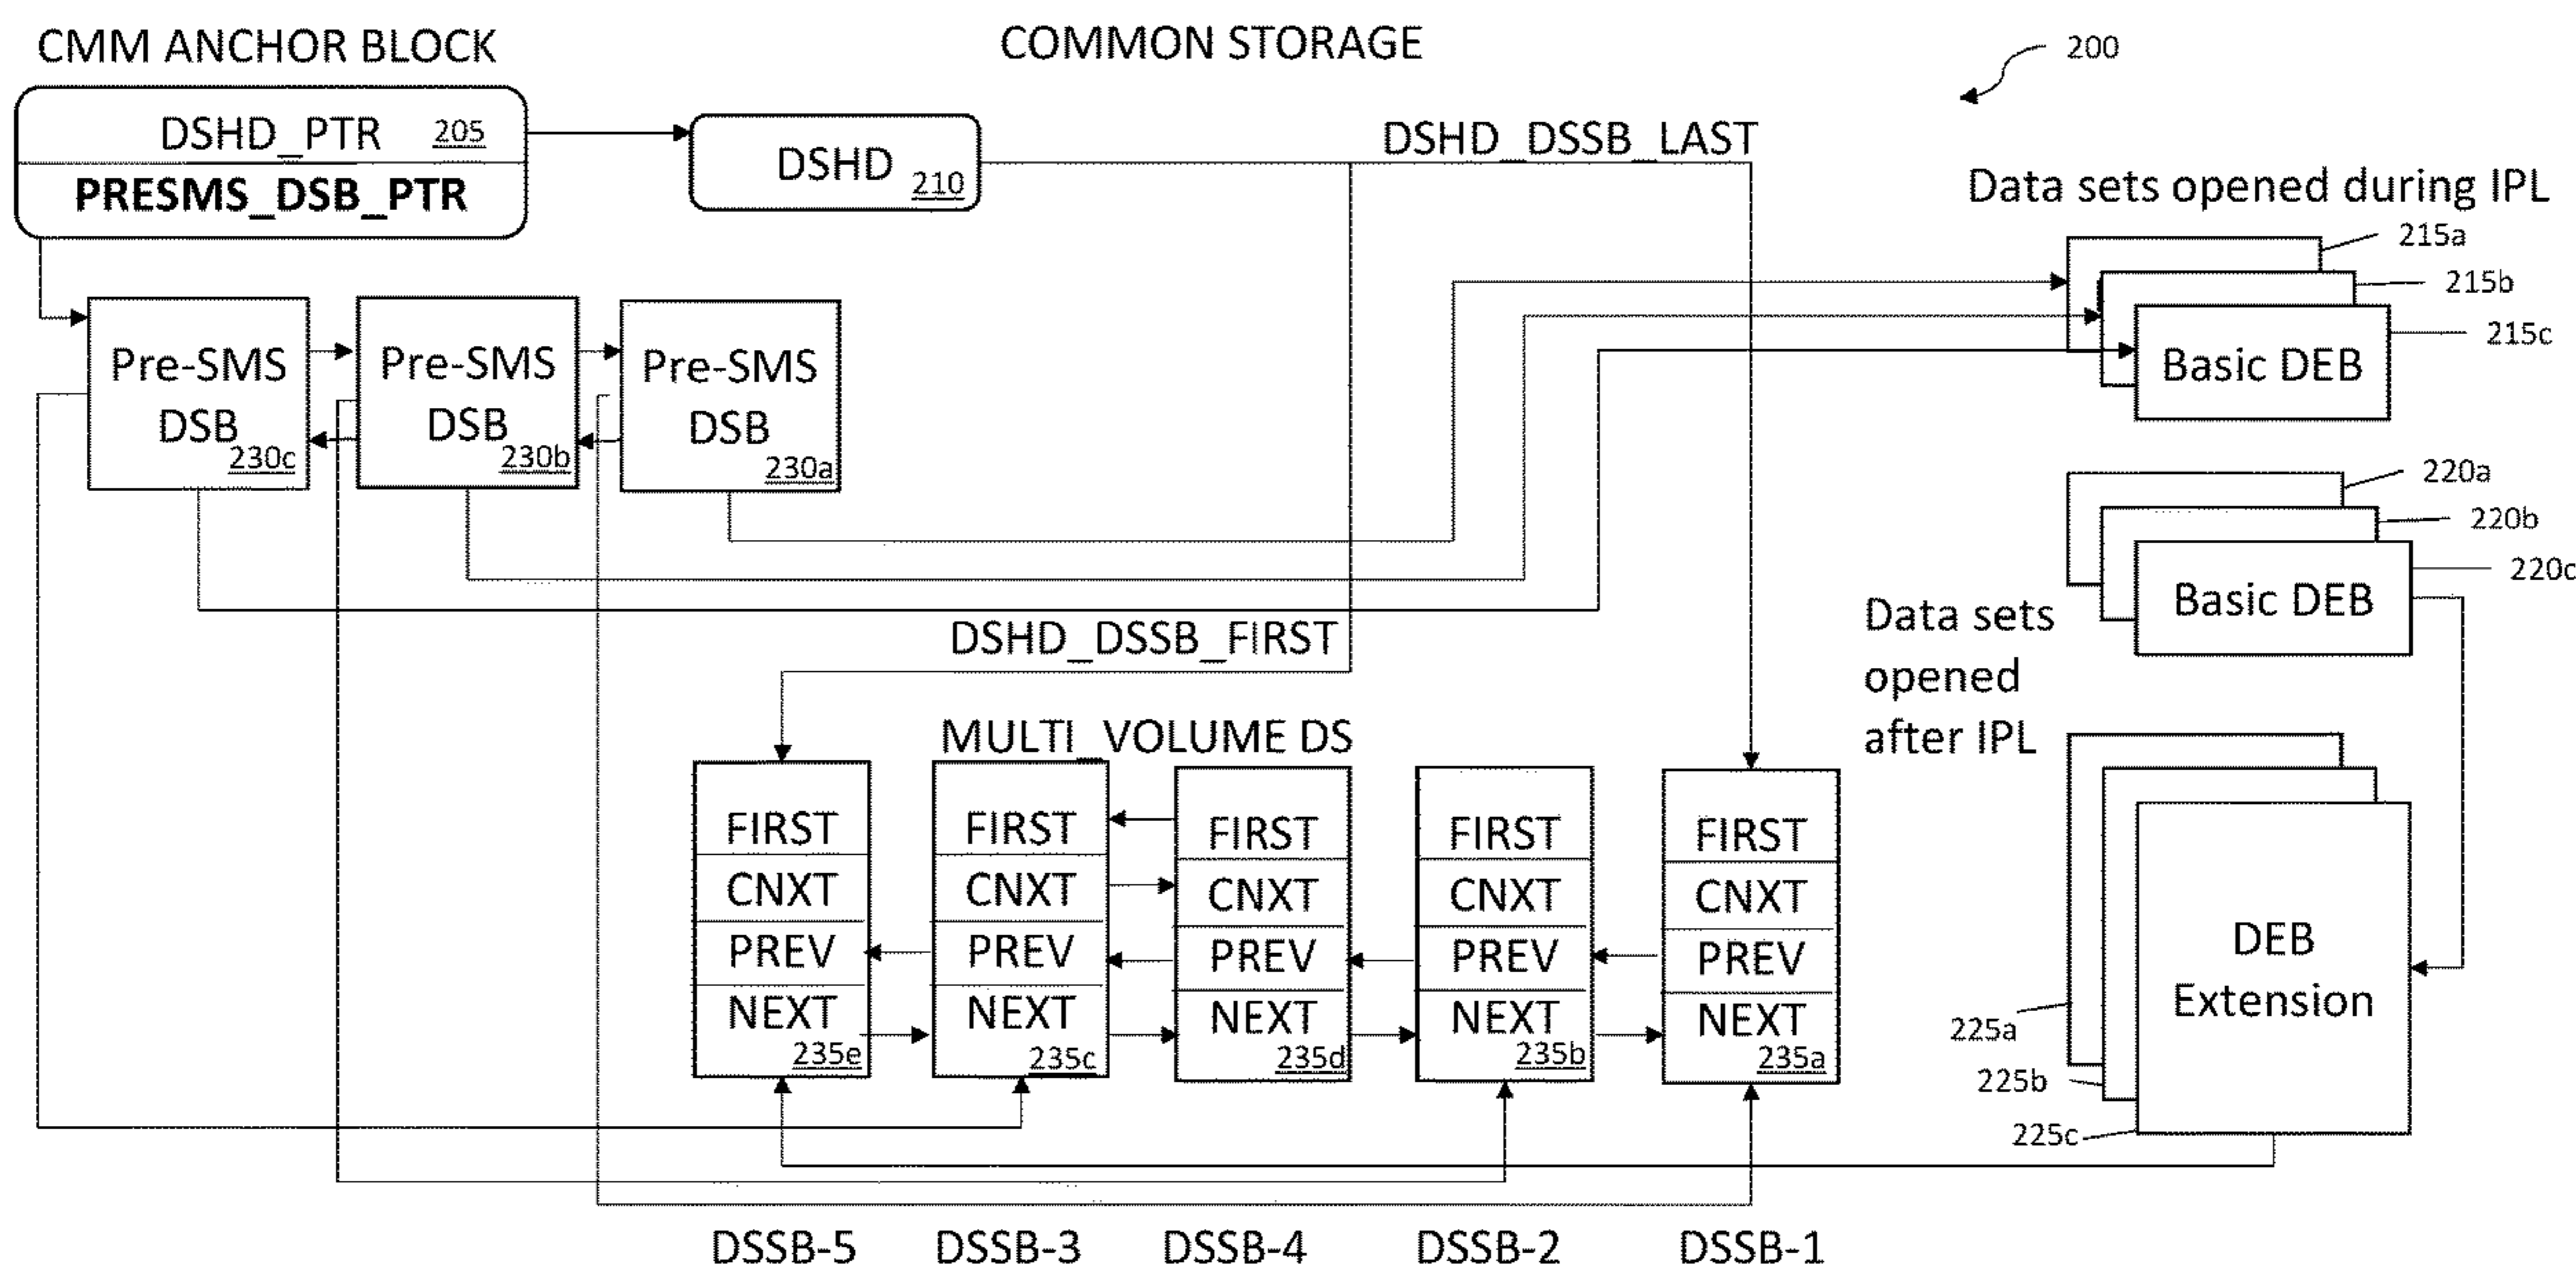 CMM ANCHOR BLOCK
COMMON STORAGE
200
DSHD_PTR 205
PRESMS_DSB_PTR
DSHD 210
DSHD_DSSB_LAST
Data sets opened during IPL
215a
215b
215c
Basic DEB
Pre-SMS
DSB
230c
Pre-SMS
DSB
230b
Pre-SMS
DSB
230a
220a
220b
220c
Basic DEB
Data sets
opened
after IPL
DSHD_DSSB_FIRST
MULTI_VOLUME DS
FIRST
CNXT
PREV
NEXT
235e
FIRST
CNXT
PREV
NEXT
235c
FIRST
CNXT
PREV
NEXT
235d
FIRST
CNXT
PREV
NEXT
235b
FIRST
CNXT
PREV
NEXT
235a
DEB
Extension
225a
225b
225c
DSSB-5
DSSB-3
DSSB-4
DSSB-2
DSSB-1